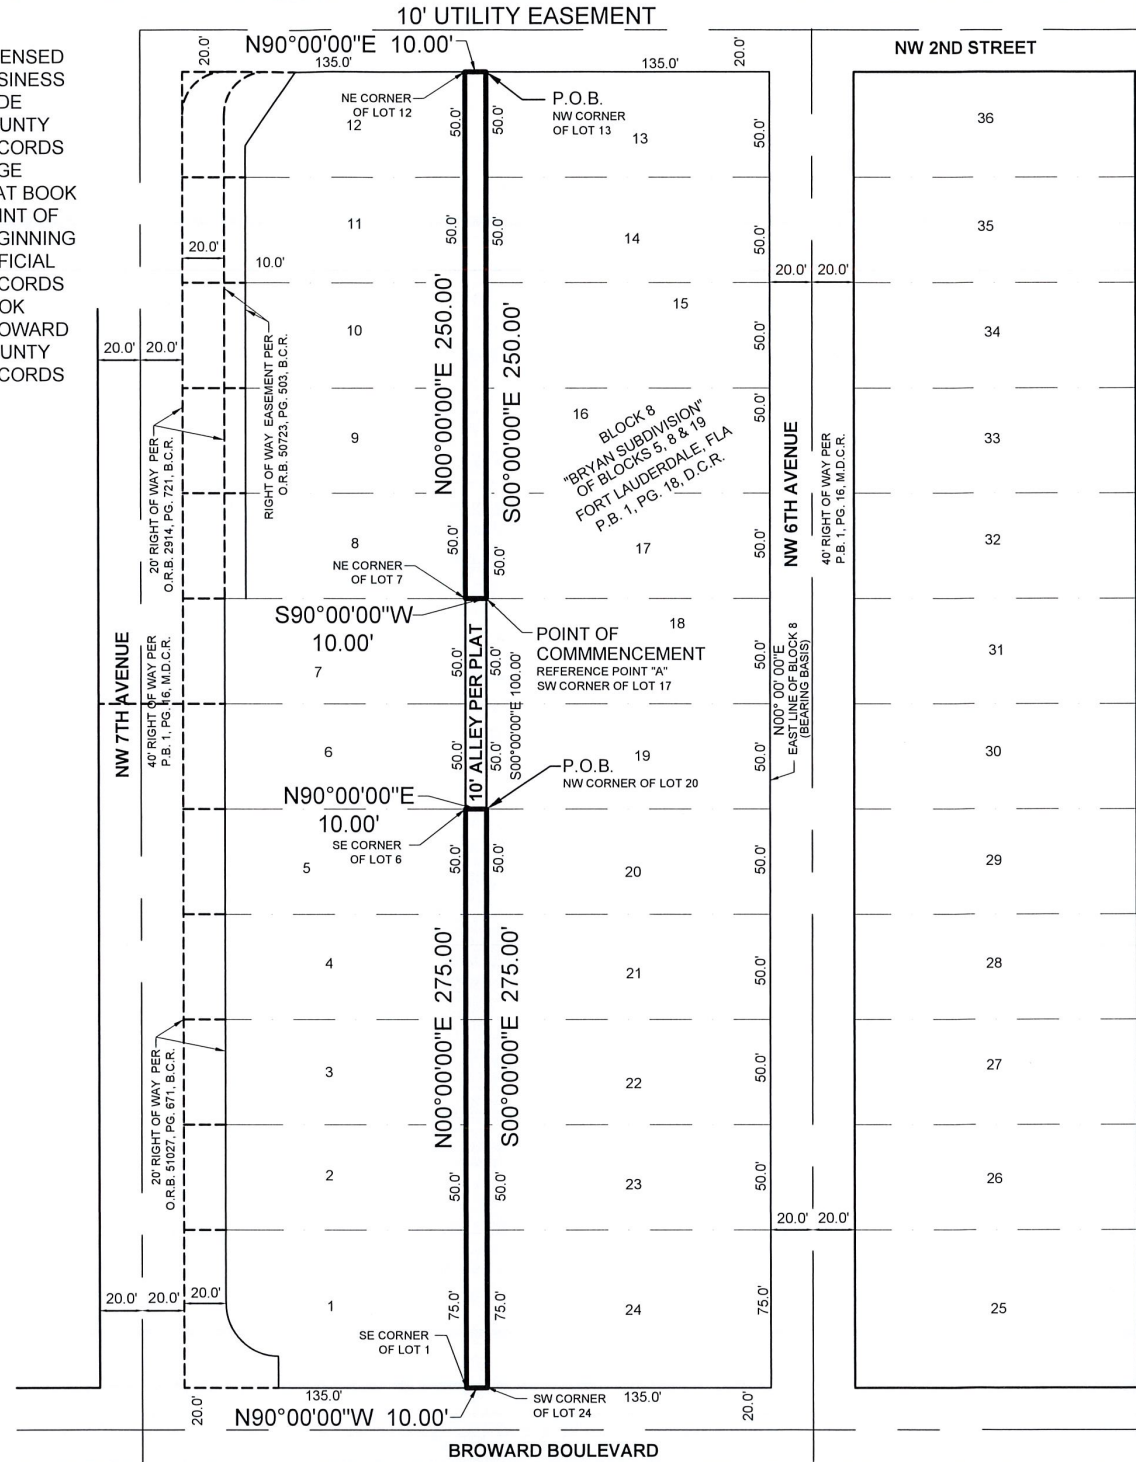 10' UTILITY EASEMENT
ENSED
SINESS
DE
UNTY
CORDS
GE
AT BOOK
INT OF
GINNING
FICIAL
CORDS
OK
OWARD
UNTY
CORDS
20.0'
N90°00'00"E 10.00'
135.0'
135.0'
20.0'
NW 2ND STREET
NE CORNER
OF LOT 12
P.O.B.
NW CORNER
OF LOT 13
12
50.0'
50.0'
13
50.0'
36
11
50.0'
50.0'
14
50.0'
35
20.0'
10.0'
20.0'
20.0'
15
10
50.0'
34
20.0'
20.0'
N00°00'00"E 250.00'
S00°00'00"E 250.00'
RIGHT OF WAY EASEMENT PER
O.R.B. 50723, PG. 503, B.C.R.
20' RIGHT OF WAY PER
O.R.B. 2914, PG. 721, B.C.R.
9
16
BLOCK 8
"BRYAN SUBDIVISION"
OF BLOCKS 5, 8 & 19
FORT LAUDERDALE, FLA
P.B. 1, PG. 18, D.C.R.
50.0'
33
NW 6TH AVENUE
40' RIGHT OF WAY PER
P.B. 1, PG. 16, M.D.C.R.
8
50.0'
50.0'
17
50.0'
32
NE CORNER
OF LOT 7
S90°00'00"W
10.00'
POINT OF
COMMMENCEMENT
REFERENCE POINT "A"
SW CORNER OF LOT 17
18
7
50.0'
50.0'
50.0'
31
10' ALLEY PER PLAT
S00°00'00"E 100.00'
N00° 00' 00"E
EAST LINE OF BLOCK 8
(BEARING BASIS)
NW 7TH AVENUE
40' RIGHT OF WAY PER
P.B. 1, PG. 16, M.D.C.R.
6
50.0'
50.0'
19
50.0'
30
P.O.B.
NW CORNER OF LOT 20
N90°00'00"E
10.00'
SE CORNER
OF LOT 6
5
50.0'
50.0'
20
50.0'
29
4
21
50.0'
28
N00°00'00"E 275.00'
S00°00'00"E 275.00'
20' RIGHT OF WAY PER
O.R.B. 51027, PG. 671, B.C.R.
3
22
50.0'
27
2
50.0'
50.0'
23
50.0'
26
20.0'
20.0'
20.0'
20.0'
20.0'
1
75.0'
75.0'
24
75.0'
25
SE CORNER
OF LOT 1
135.0'
135.0'
20.0'
20.0'
SW CORNER
OF LOT 24
N90°00'00"W 10.00'
BROWARD BOULEVARD